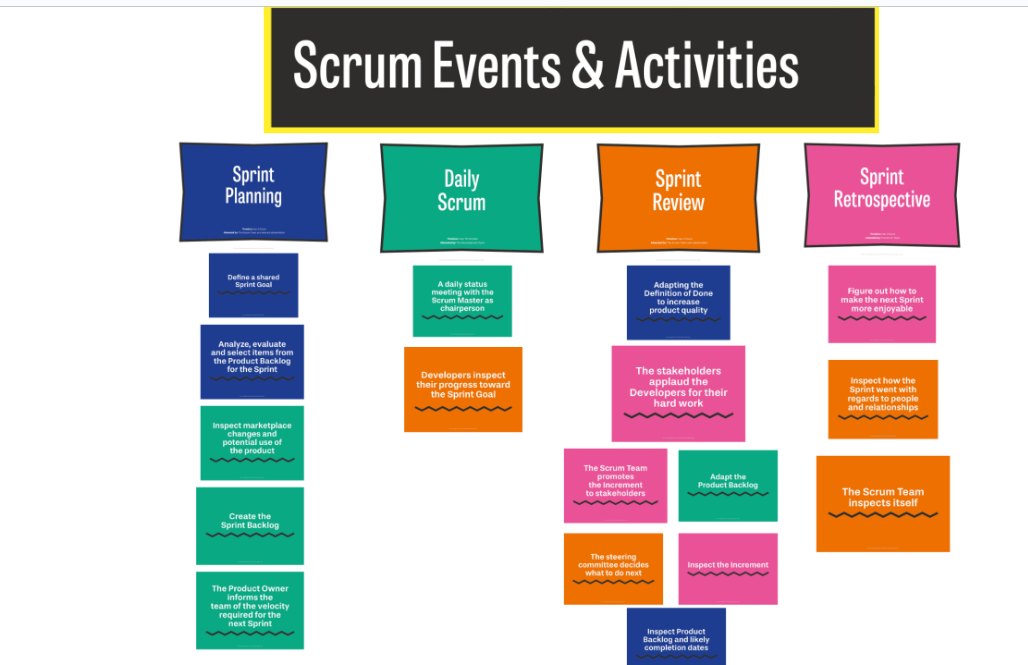 Scrum Events & Activities
Sprint
Planning
Daily
Scrum
Sprint
Review
Sprint
Retrospective
Define a shared
Sprint Goal
Analyze, evaluate
and select items from
the Product Backlog
for the Sprint
Inspect marketplace
changes and
potential use of
the product
Create the
Sprint Backlog
The Product Owner
informs the
team of the velocity
required for the
next Sprint
A daily status
meeting with the
Scrum Master as
chairperson
Developers inspect
their progress toward
the Sprint Goal
Adapting the
Definition of Done
to increase
product quality
The stakeholders
applaud the
Developers for their
hard work
The Scrum Team
promotes
the Increment
to stakeholders
Adapt the
Product Backlog
The steering
committee decides
what to do next
Inspect the Increment
Inspect Product
Backlog and likely
completion dates
Figure out how to
make the next Sprint
more enjoyable
Inspect how the
Sprint went with
regards to people
and relationships
The Scrum Team
inspects itself